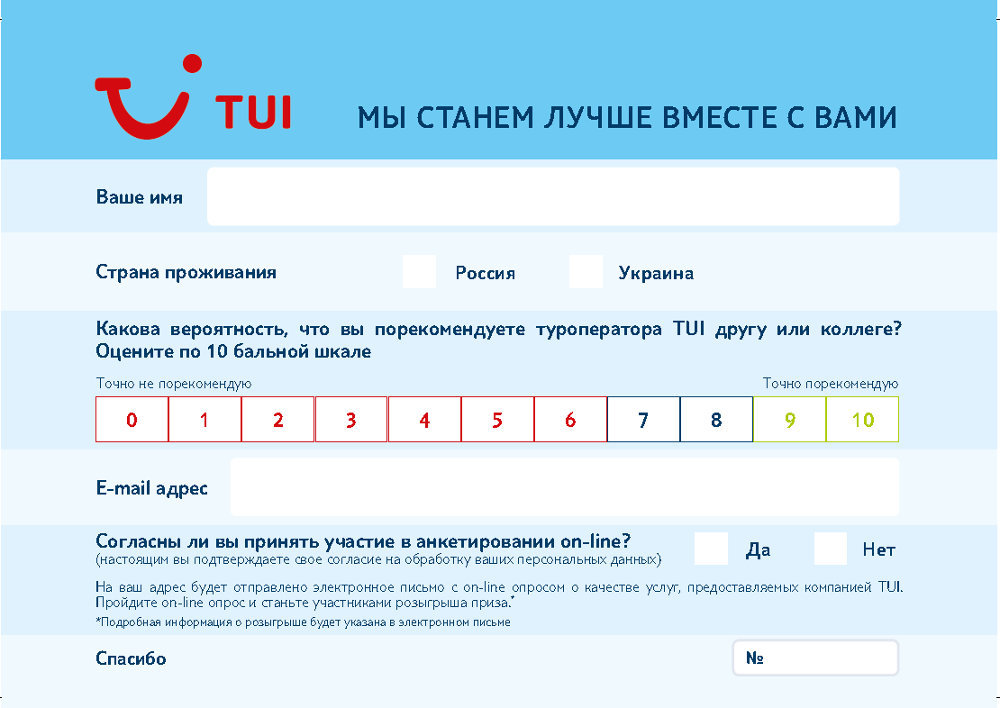 TUI
МЫ СТАНЕМ ЛУЧШЕ ВМЕСТЕ С ВАМИ
Ваше имя
Страна проживания Россия Украина
Какова вероятность, что вы порекомендуете туроператора TUI другу или коллеге?
Оцените по 10 бальной шкале
Точно не порекомендую Точно порекомендую
0 1 2 3 4 5 6 7 8 9 10
E-mail адрес
Согласны ли вы принять участие в анкетировании on-line? Да Нет
(настоящим вы подтверждаете свое согласие на обработку ваших персональных данных)
На ваш адрес будет отправлено электронное письмо с on-line опросом о качестве услуг, предоставляемых компанией TUI.
Пройдите on-line опрос и станьте участниками розыгрыша приза.*
*Подробная информация о розыгрыше будет указана в электронном письме
Спасибо №